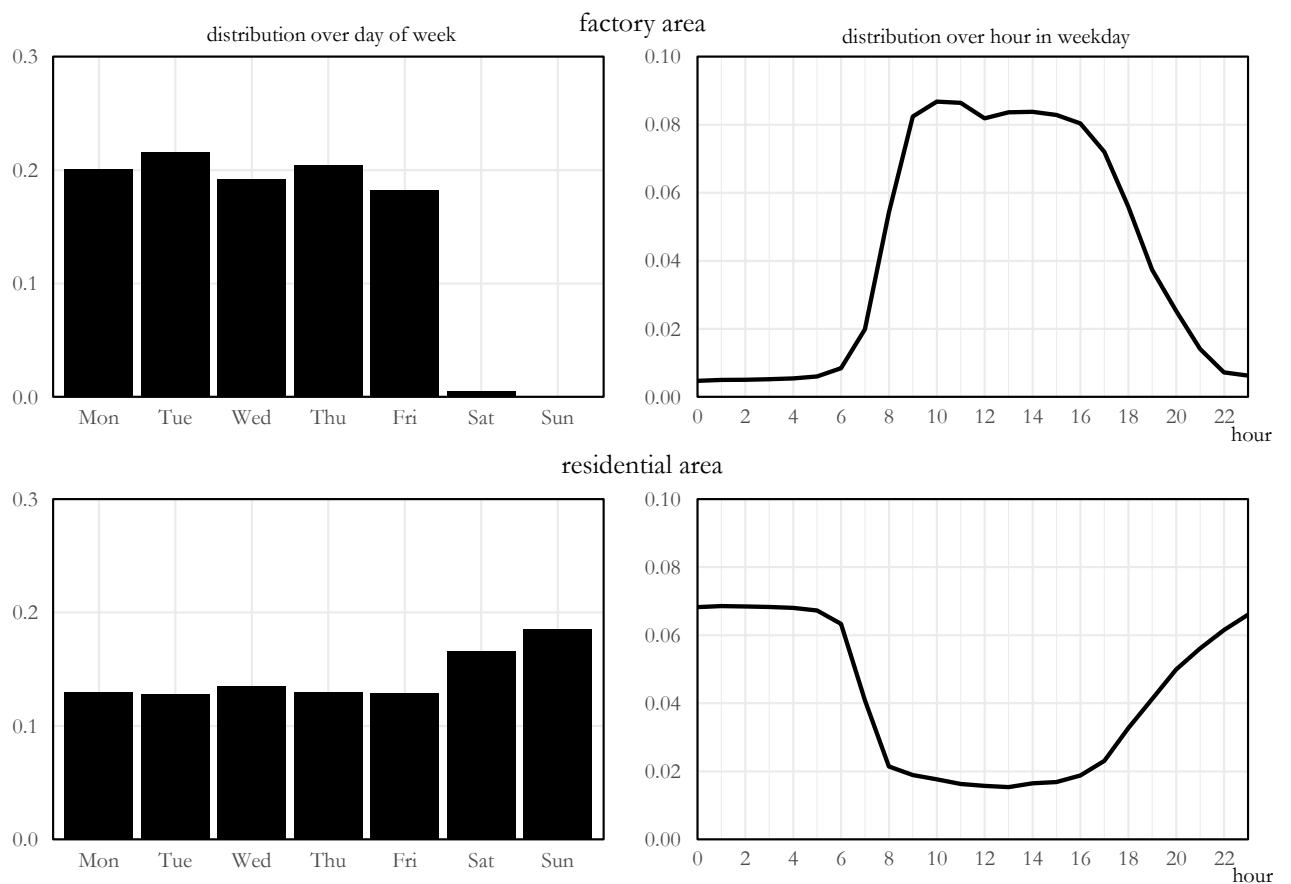 factory area
distribution over day of week
0.3
0.2
0.1
0.0
Mon Tue Wed Thu Fri Sat Sun
distribution over hour in weekday
0.10
0.08
0.06
0.04
0.02
0.00
0 2 4 6 8 10 12 14 16 18 20 22
hour
residential area
0.3
0.2
0.1
0.0
Mon Tue Wed Thu Fri Sat Sun
0.10
0.08
0.06
0.04
0.02
0.00
0 2 4 6 8 10 12 14 16 18 20 22
hour